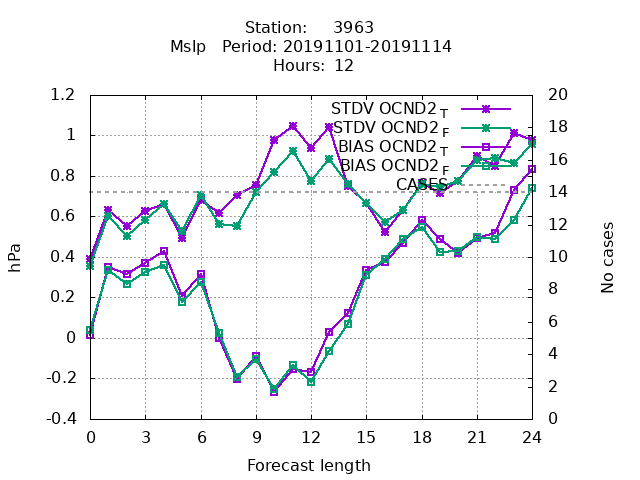 Station: 3963
Mslp Period: 20191101-20191114
Hours: 12
STDV OCND2 T
STDV OCND2 F
BIAS OCND2 T
BIAS OCND2 F
CASES
hPa
1.2
1
0.8
0.6
0.4
0.2
0
-0.2
-0.4
No cases
20
18
16
14
12
10
8
6
4
2
0
0 3 6 9 12 15 18 21 24
Forecast length